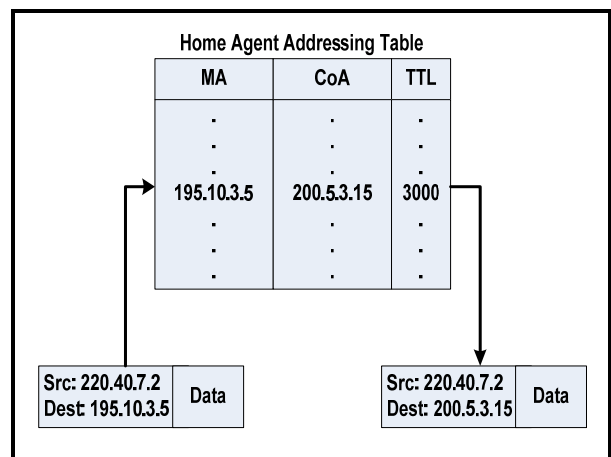 Home Agent Addressing Table
MA CoA TTL
. . .
. . .
. . .
195.10.3.5 200.5.3.15 3000
. . .
. . .
. . .
Src: 220.40.7.2
Dest: 195.10.3.5
Data
Src: 220.40.7.2
Dest: 200.5.3.15
Data